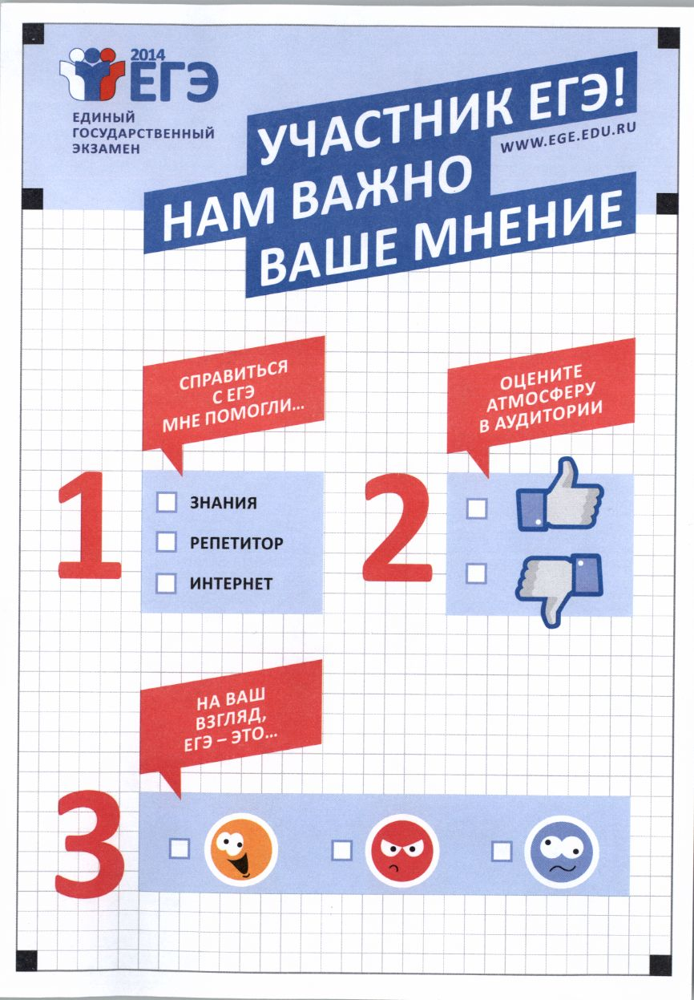 2014
ЕГЭ
ЕДИНЫЙ
ГОСУДАРСТВЕННЫЙ
ЭКЗАМЕН
УЧАСТНИК ЕГЭ!
WWW.EGE.EDU.RU
НАМ ВАЖНО
ВАШЕ МНЕНИЕ
1
СПРАВИТЬСЯ
С ЕГЭ
МНЕ ПОМОГЛИ...
ЗНАНИЯ
РЕПЕТИТОР
ИНТЕРНЕТ
2
ОЦЕНИТЕ
АТМОСФЕРУ
В АУДИТОРИИ
3
НА ВАШ
ВЗГЛЯД,
ЕГЭ – ЭТО...